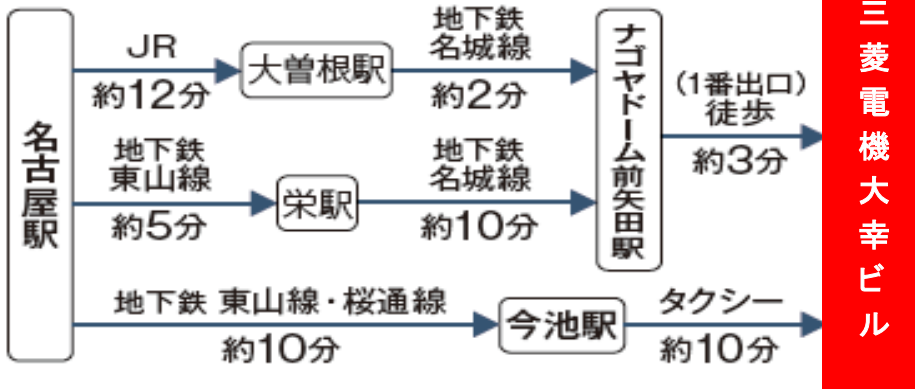 名古屋駅
JR
約12分
大曽根駅
地下鉄
名城線
約2分
地下鉄
東山線
約5分
栄駅
地下鉄
名城線
約10分
ナゴヤドーム前矢田駅
(1番出口)
徒歩
約3分
地下鉄 東山線・桜通線
約10分
今池駅
タクシー
約10分
三菱電機大幸ビル